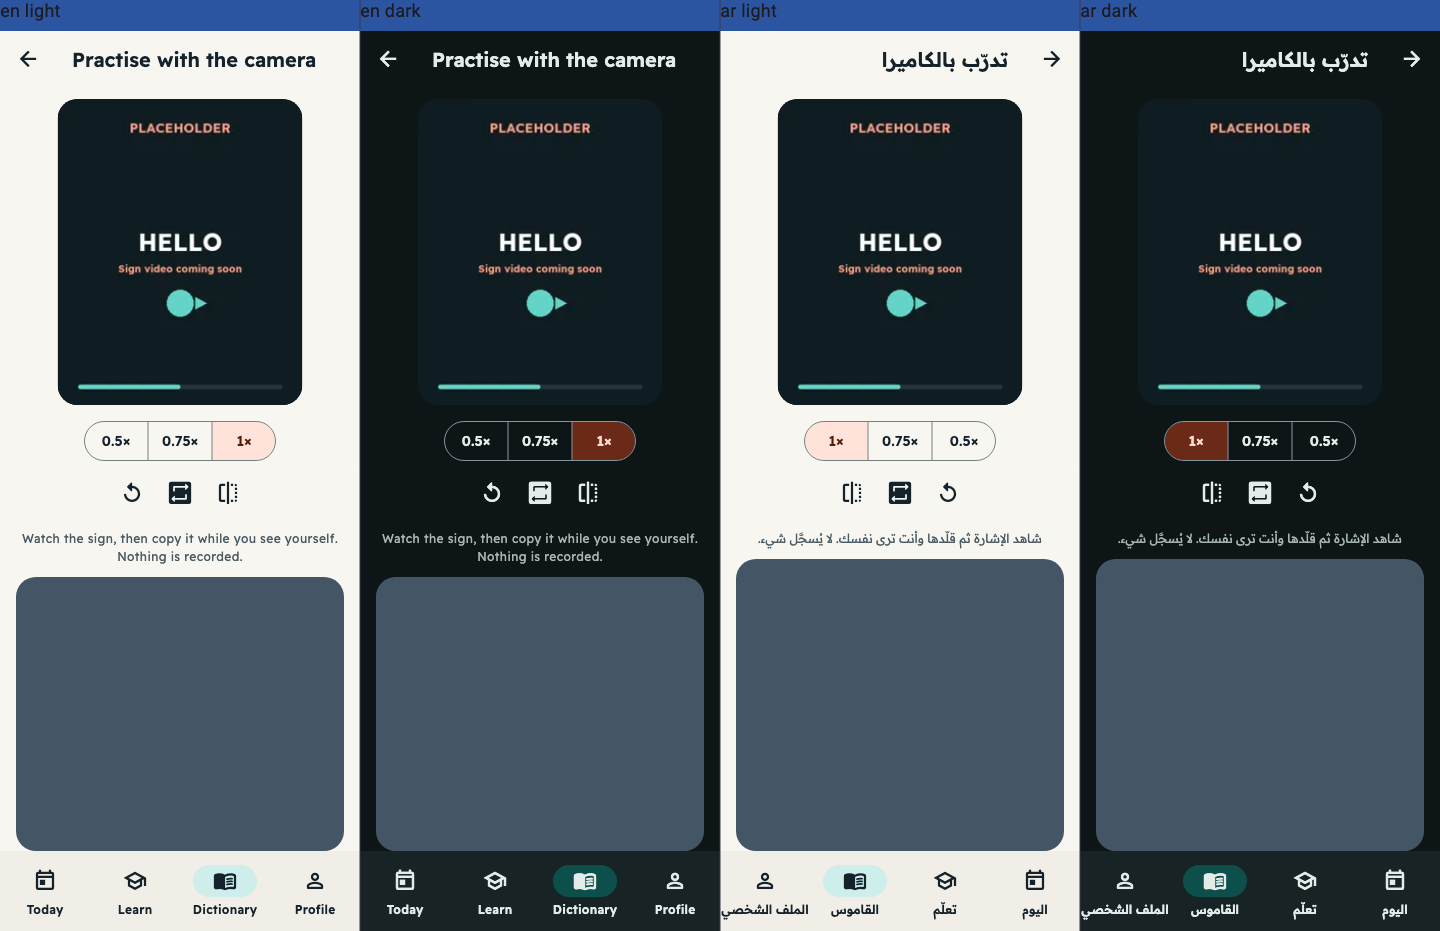 en light
Practise with the camera
PLACEHOLDER
HELLO
Sign video coming soon
0.5×
0.75×
1×
Watch the sign, then copy it while you see yourself.
Nothing is recorded.
Today
Learn
Dictionary
Profile
en dark
Practise with the camera
PLACEHOLDER
HELLO
Sign video coming soon
0.5×
0.75×
1×
Watch the sign, then copy it while you see yourself.
Nothing is recorded.
Today
Learn
Dictionary
Profile
ar light
تدرّب بالكاميرا
PLACEHOLDER
HELLO
Sign video coming soon
0.5×
0.75×
1×
شاهد الإشارة ثم قلّدها وأنت ترى نفسك. لا يُسجَّل شيء.
اليوم
تعلّم
القاموس
الملف الشخصي
ar dark
تدرّب بالكاميرا
PLACEHOLDER
HELLO
Sign video coming soon
0.5×
0.75×
1×
شاهد الإشارة ثم قلّدها وأنت ترى نفسك. لا يُسجَّل شيء.
اليوم
تعلّم
القاموس
الملف الشخصي